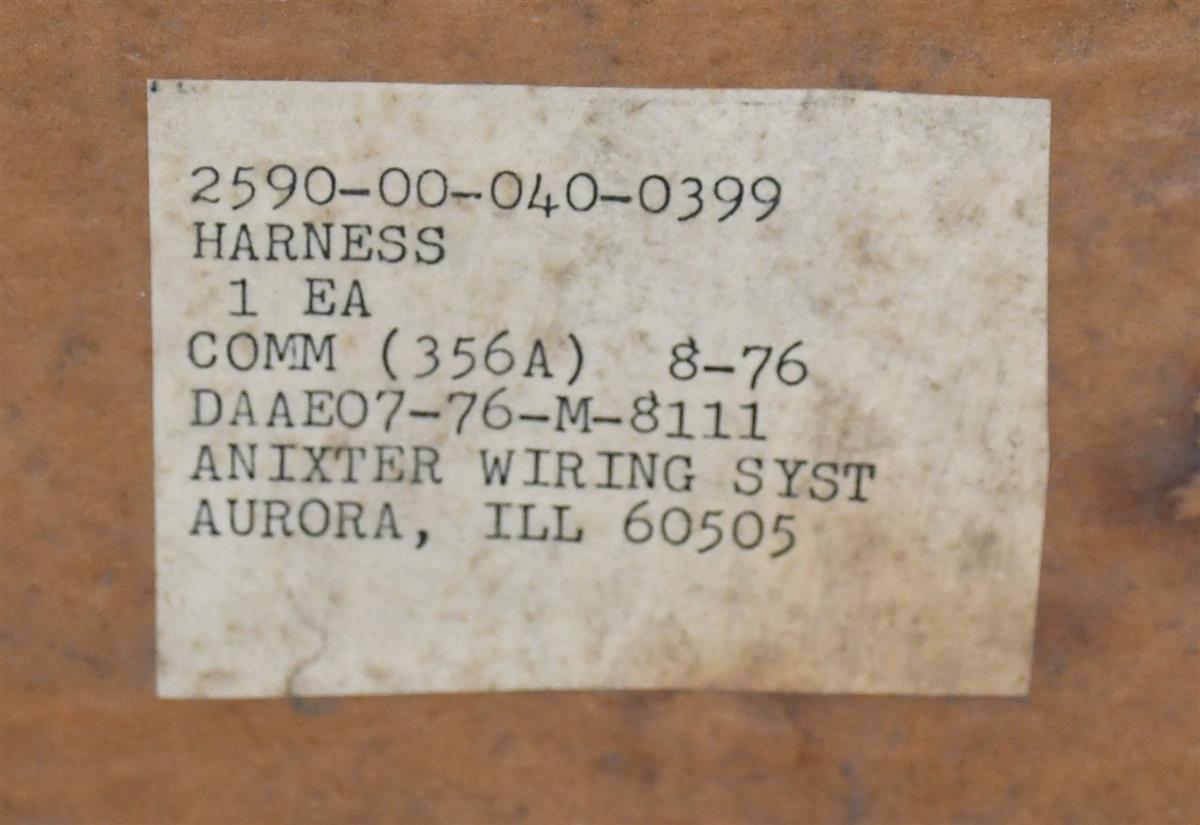 2590-00-040-0399
HARNESS
1 EA
COMM (356A) 8-76
DAAE07-76-M-8111
ANIXTER WIRING SYST
AURORA, ILL 60505